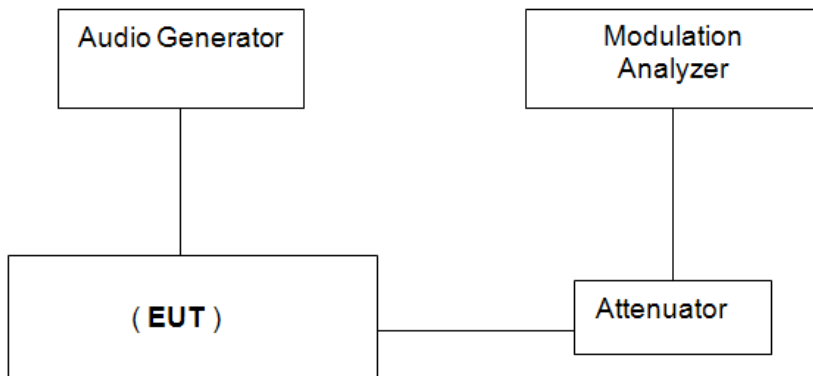 Audio Generator
Modulation
Analyzer
( EUT )
Attenuator